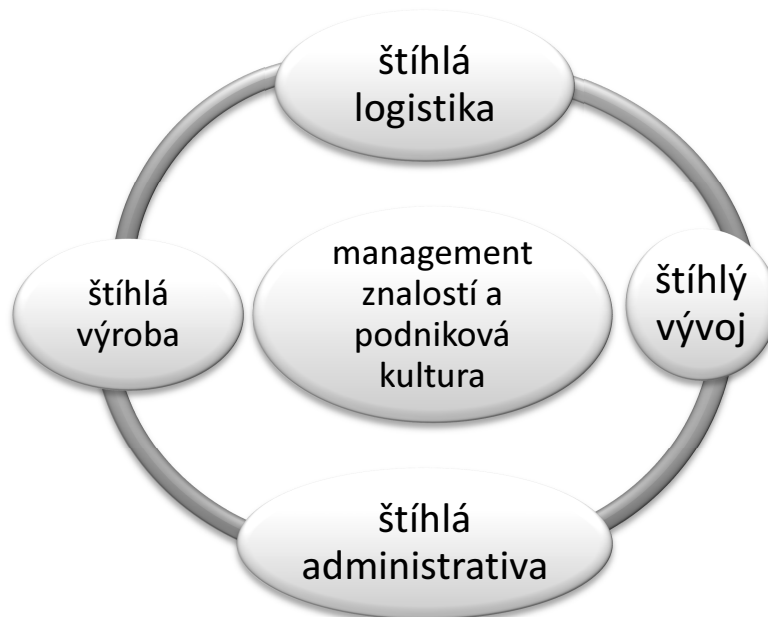 štíhlá
logistika
štíhlá
výroba
management
znalostí a
podniková
kultura
štíhlý
vývoj
štíhlá
administrativa